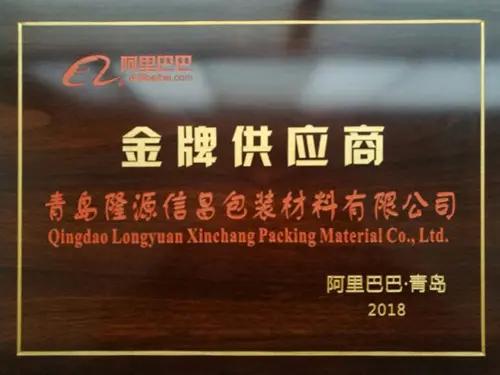 阿里巴巴
Alibaba.com
金牌供应商
青岛隆源信昌包装材料有限公司
Qingdao Longyuan Xinchang Packing Material Co., Ltd.
阿里巴巴·青岛
2018